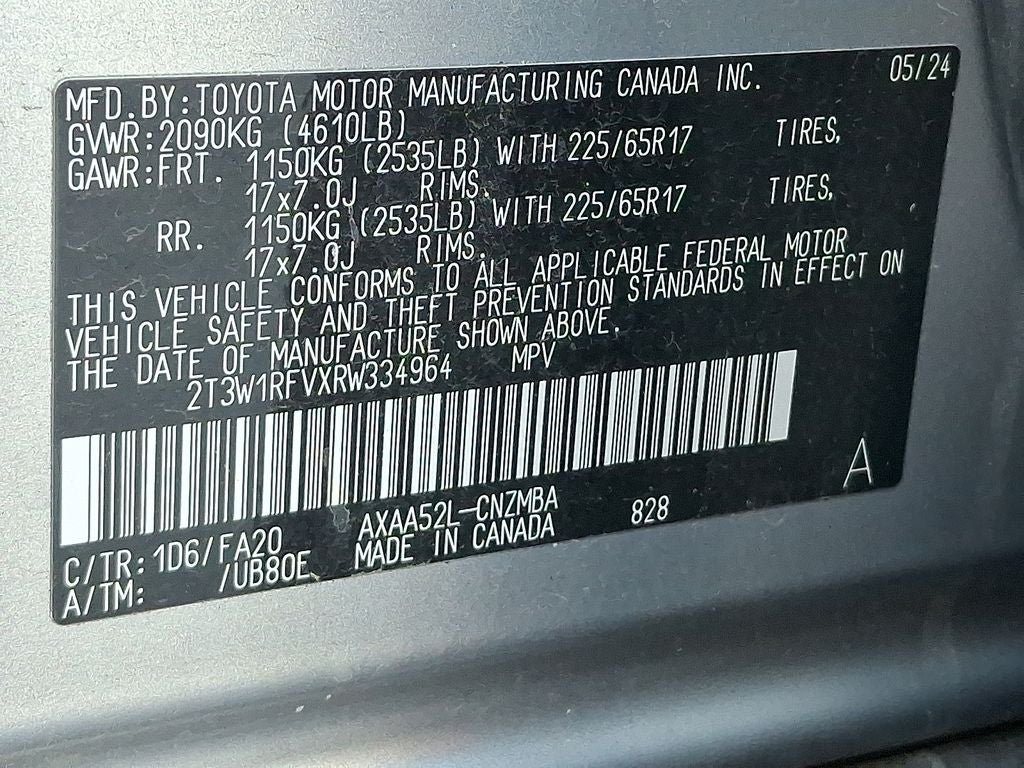 MFD.BY:TOYOTA MOTOR MANUFACTURING CANADA INC. 05/24
GVWR:2090KG (4610LB)
GAWR:FRT. 1150KG (2535LB) WITH 225/65R17 TIRES,
17x7.0J RIMS.
RR. 1150KG (2535LB) WITH 225/65R17 TIRES,
17x7.0J RIMS.
THIS VEHICLE CONFORMS TO ALL APPLICABLE FEDERAL MOTOR
VEHICLE SAFETY AND THEFT PREVENTION STANDARDS IN EFFECT ON
THE DATE OF MANUFACTURE SHOWN ABOVE.
2T3W1RFVXRW334964 MPV
A
C/TR:1D6/FA20 AXAA52L-CNZMBA 828
A/TM: /UB80E MADE IN CANADA